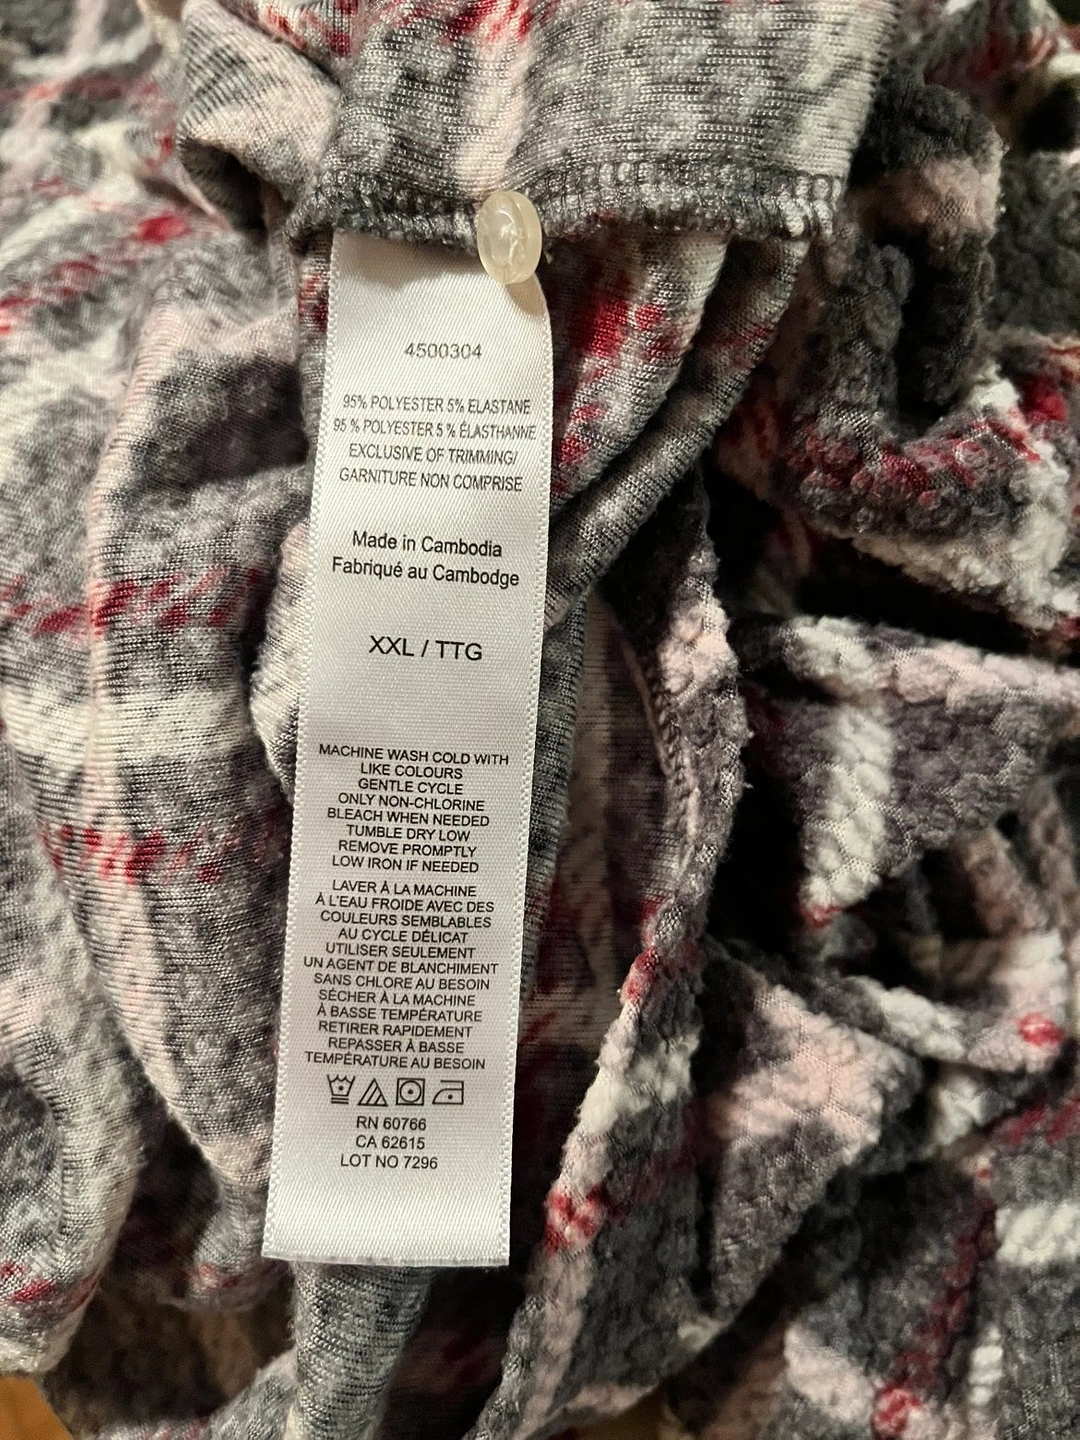 4500304
95% POLYESTER 5% ELASTANE
95 % POLYESTER 5 % ÉLASTHANNE
EXCLUSIVE OF TRIMMING/
GARNITURE NON COMPRISE
Made in Cambodia
Fabriqué au Cambodge
XXL / TTG
MACHINE WASH COLD WITH
LIKE COLOURS
GENTLE CYCLE
ONLY NON-CHLORINE
BLEACH WHEN NEEDED
TUMBLE DRY LOW
REMOVE PROMPTLY
LOW IRON IF NEEDED
LAVER À LA MACHINE
À L'EAU FROIDE AVEC DES
COULEURS SEMBLABLES
AU CYCLE DÉLICAT
UTILISER SEULEMENT
UN AGENT DE BLANCHIMENT
SANS CHLORE AU BESOIN
SÉCHER À LA MACHINE
À BASSE TEMPÉRATURE
RETIRER RAPIDEMENT
REPASSER À BASSE
TEMPÉRATURE AU BESOIN
RN 60766
CA 62615
LOT NO 7296